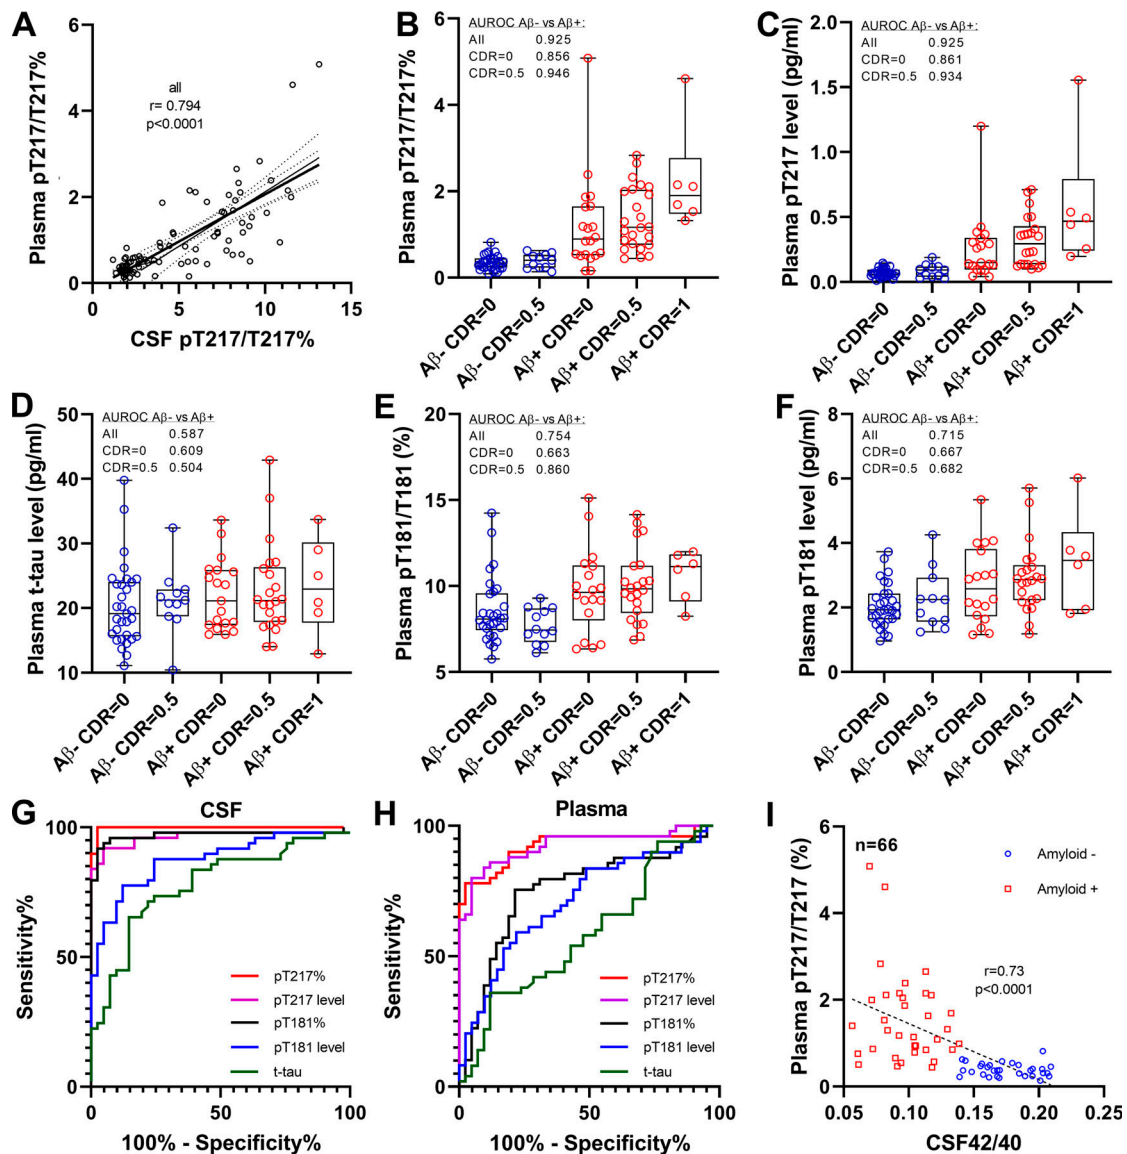 A
Plasma pT217/T217%
6
4
2
0
all
r= 0.794
p<0.0001
0
5
10
15
CSF pT217/T217%
B
Plasma pT217/T217%
6
4
2
0
AUROC Aβ- vs Aβ+:
All 0.925
CDR=0 0.856
CDR=0.5 0.946
Aβ- CDR=0
Aβ- CDR=0.5
Aβ+ CDR=0
Aβ+ CDR=0.5
Aβ+ CDR=1
C
Plasma pT217 level (pg/ml)
2.0
1.5
1.0
0.5
0.0
AUROC Aβ- vs Aβ+:
All 0.925
CDR=0 0.861
CDR=0.5 0.934
Aβ- CDR=0
Aβ- CDR=0.5
Aβ+ CDR=0
Aβ+ CDR=0.5
Aβ+ CDR=1
D
Plasma t-tau level (pg/ml)
50
40
30
20
10
AUROC Aβ- vs Aβ+
All 0.587
CDR=0 0.609
CDR=0.5 0.504
Aβ- CDR=0
Aβ- CDR=0.5
Aβ+ CDR=0
Aβ+ CDR=0.5
Aβ+ CDR=1
E
Plasma pT181/T181 (%)
20
15
10
5
AUROC Aβ- vs Aβ+:
All 0.754
CDR=0 0.663
CDR=0.5 0.860
Aβ- CDR=0
Aβ- CDR=0.5
Aβ+ CDR=0
Aβ+ CDR=0.5
Aβ+ CDR=1
F
Plasma pT181 level (pg/ml)
8
6
4
2
0
AUROC Aβ- vs Aβ+:
All 0.715
CDR=0 0.667
CDR=0.5 0.682
Aβ- CDR=0
Aβ- CDR=0.5
Aβ+ CDR=0
Aβ+ CDR=0.5
Aβ+ CDR=1
G
CSF
Sensitivity%
100
50
0
pT217%
pT217 level
pT181%
pT181 level
t-tau
0
50
100
100% - Specificity%
H
Plasma
Sensitivity%
100
50
0
pT217%
pT217 level
pT181%
pT181 level
t-tau
0
50
100
100% - Specificity%
I
Plasma pT217/T217 (%)
6
4
2
0
n=66
Amyloid -
Amyloid +
r=0.73
p<0.0001
0.05
0.10
0.15
0.20
0.25
CSF42/40